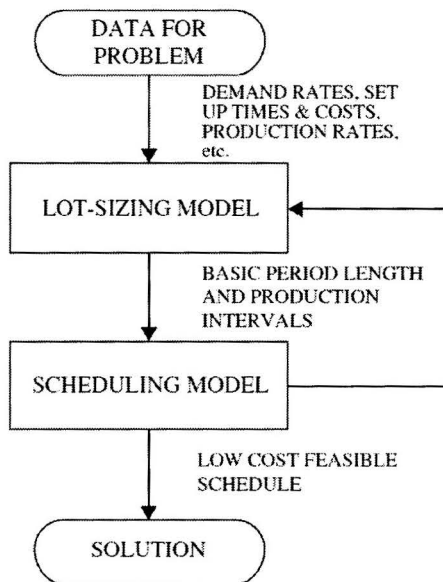 DATA FOR
PROBLEM
DEMAND RATES, SET
UP TIMES & COSTS,
PRODUCTION RATES,
etc.
LOT-SIZING MODEL
BASIC PERIOD LENGTH
AND PRODUCTION
INTERVALS
SCHEDULING MODEL
LOW COST FEASIBLE
SCHEDULE
SOLUTION